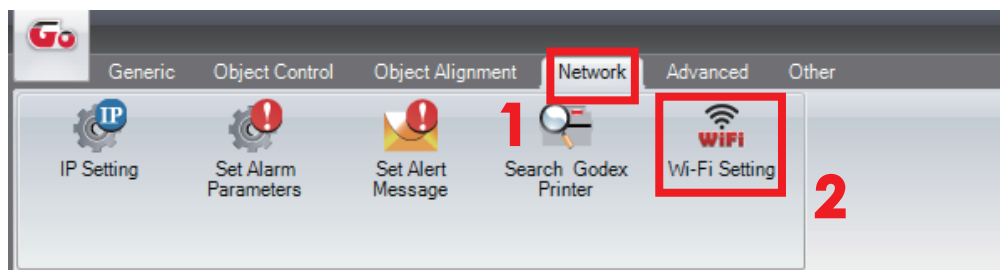 Go
Generic Object Control Object Alignment Network Advanced Other
IP
WiFi
1
IP Setting
Set Alarm
Parameters
Set Alert
Message
Search Godex
Printer
Wi-Fi Setting
2